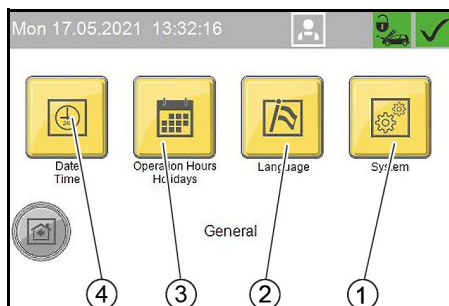 Mon 17.05.2021 13:32:16
Date
Time
Operation Hours
Holidays
Language
System
General
4
3
2
1